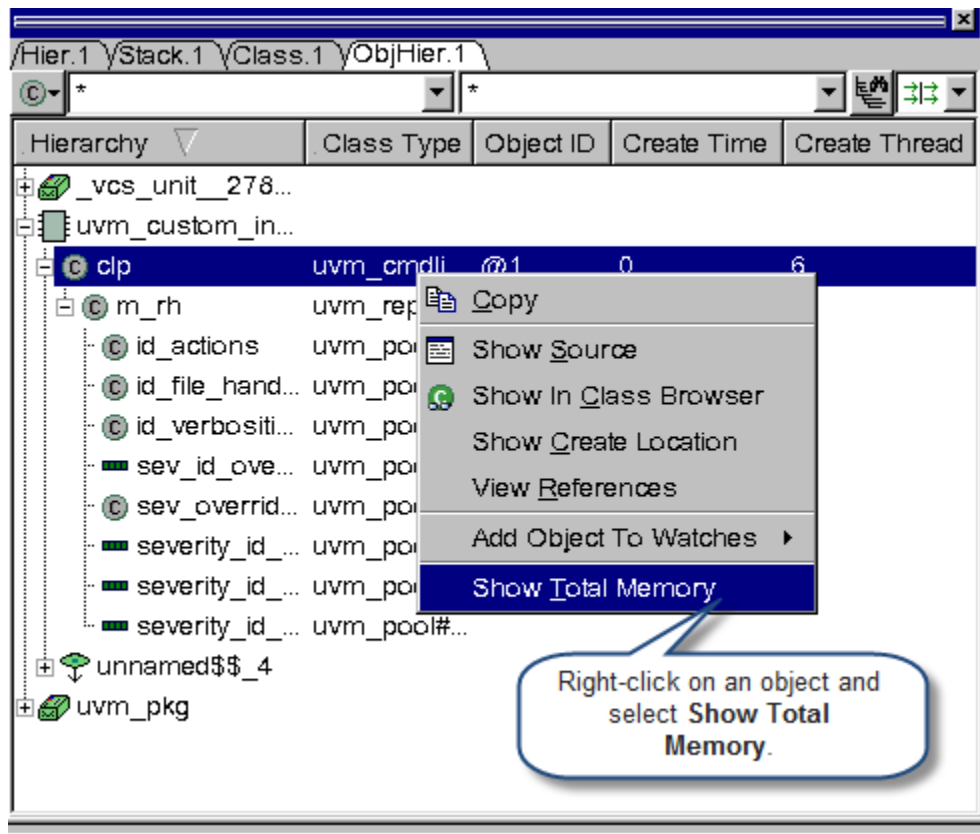 Hier.1 Stack.1 Class.1 ObjHier.1
* *
Hierarchy Class Type Object ID Create Time Create Thread
_vcs_unit__278...
uvm_custom_in...
clp uvm_cmdli @1 0 6
m_rh uvm_rep
id_actions uvm_poo
id_file_hand... uvm_poo
id_verbositi... uvm_poo
sev_id_ove... uvm_poo
sev_overrid... uvm_poo
severity_id_... uvm_poo
severity_id_... uvm_poo
severity_id_... uvm_pool#...
unnamed$$_4
uvm_pkg
Copy
Show Source
Show In Class Browser
Show Create Location
View References
Add Object To Watches
Show Total Memory
Right-click on an object and
select Show Total
Memory.